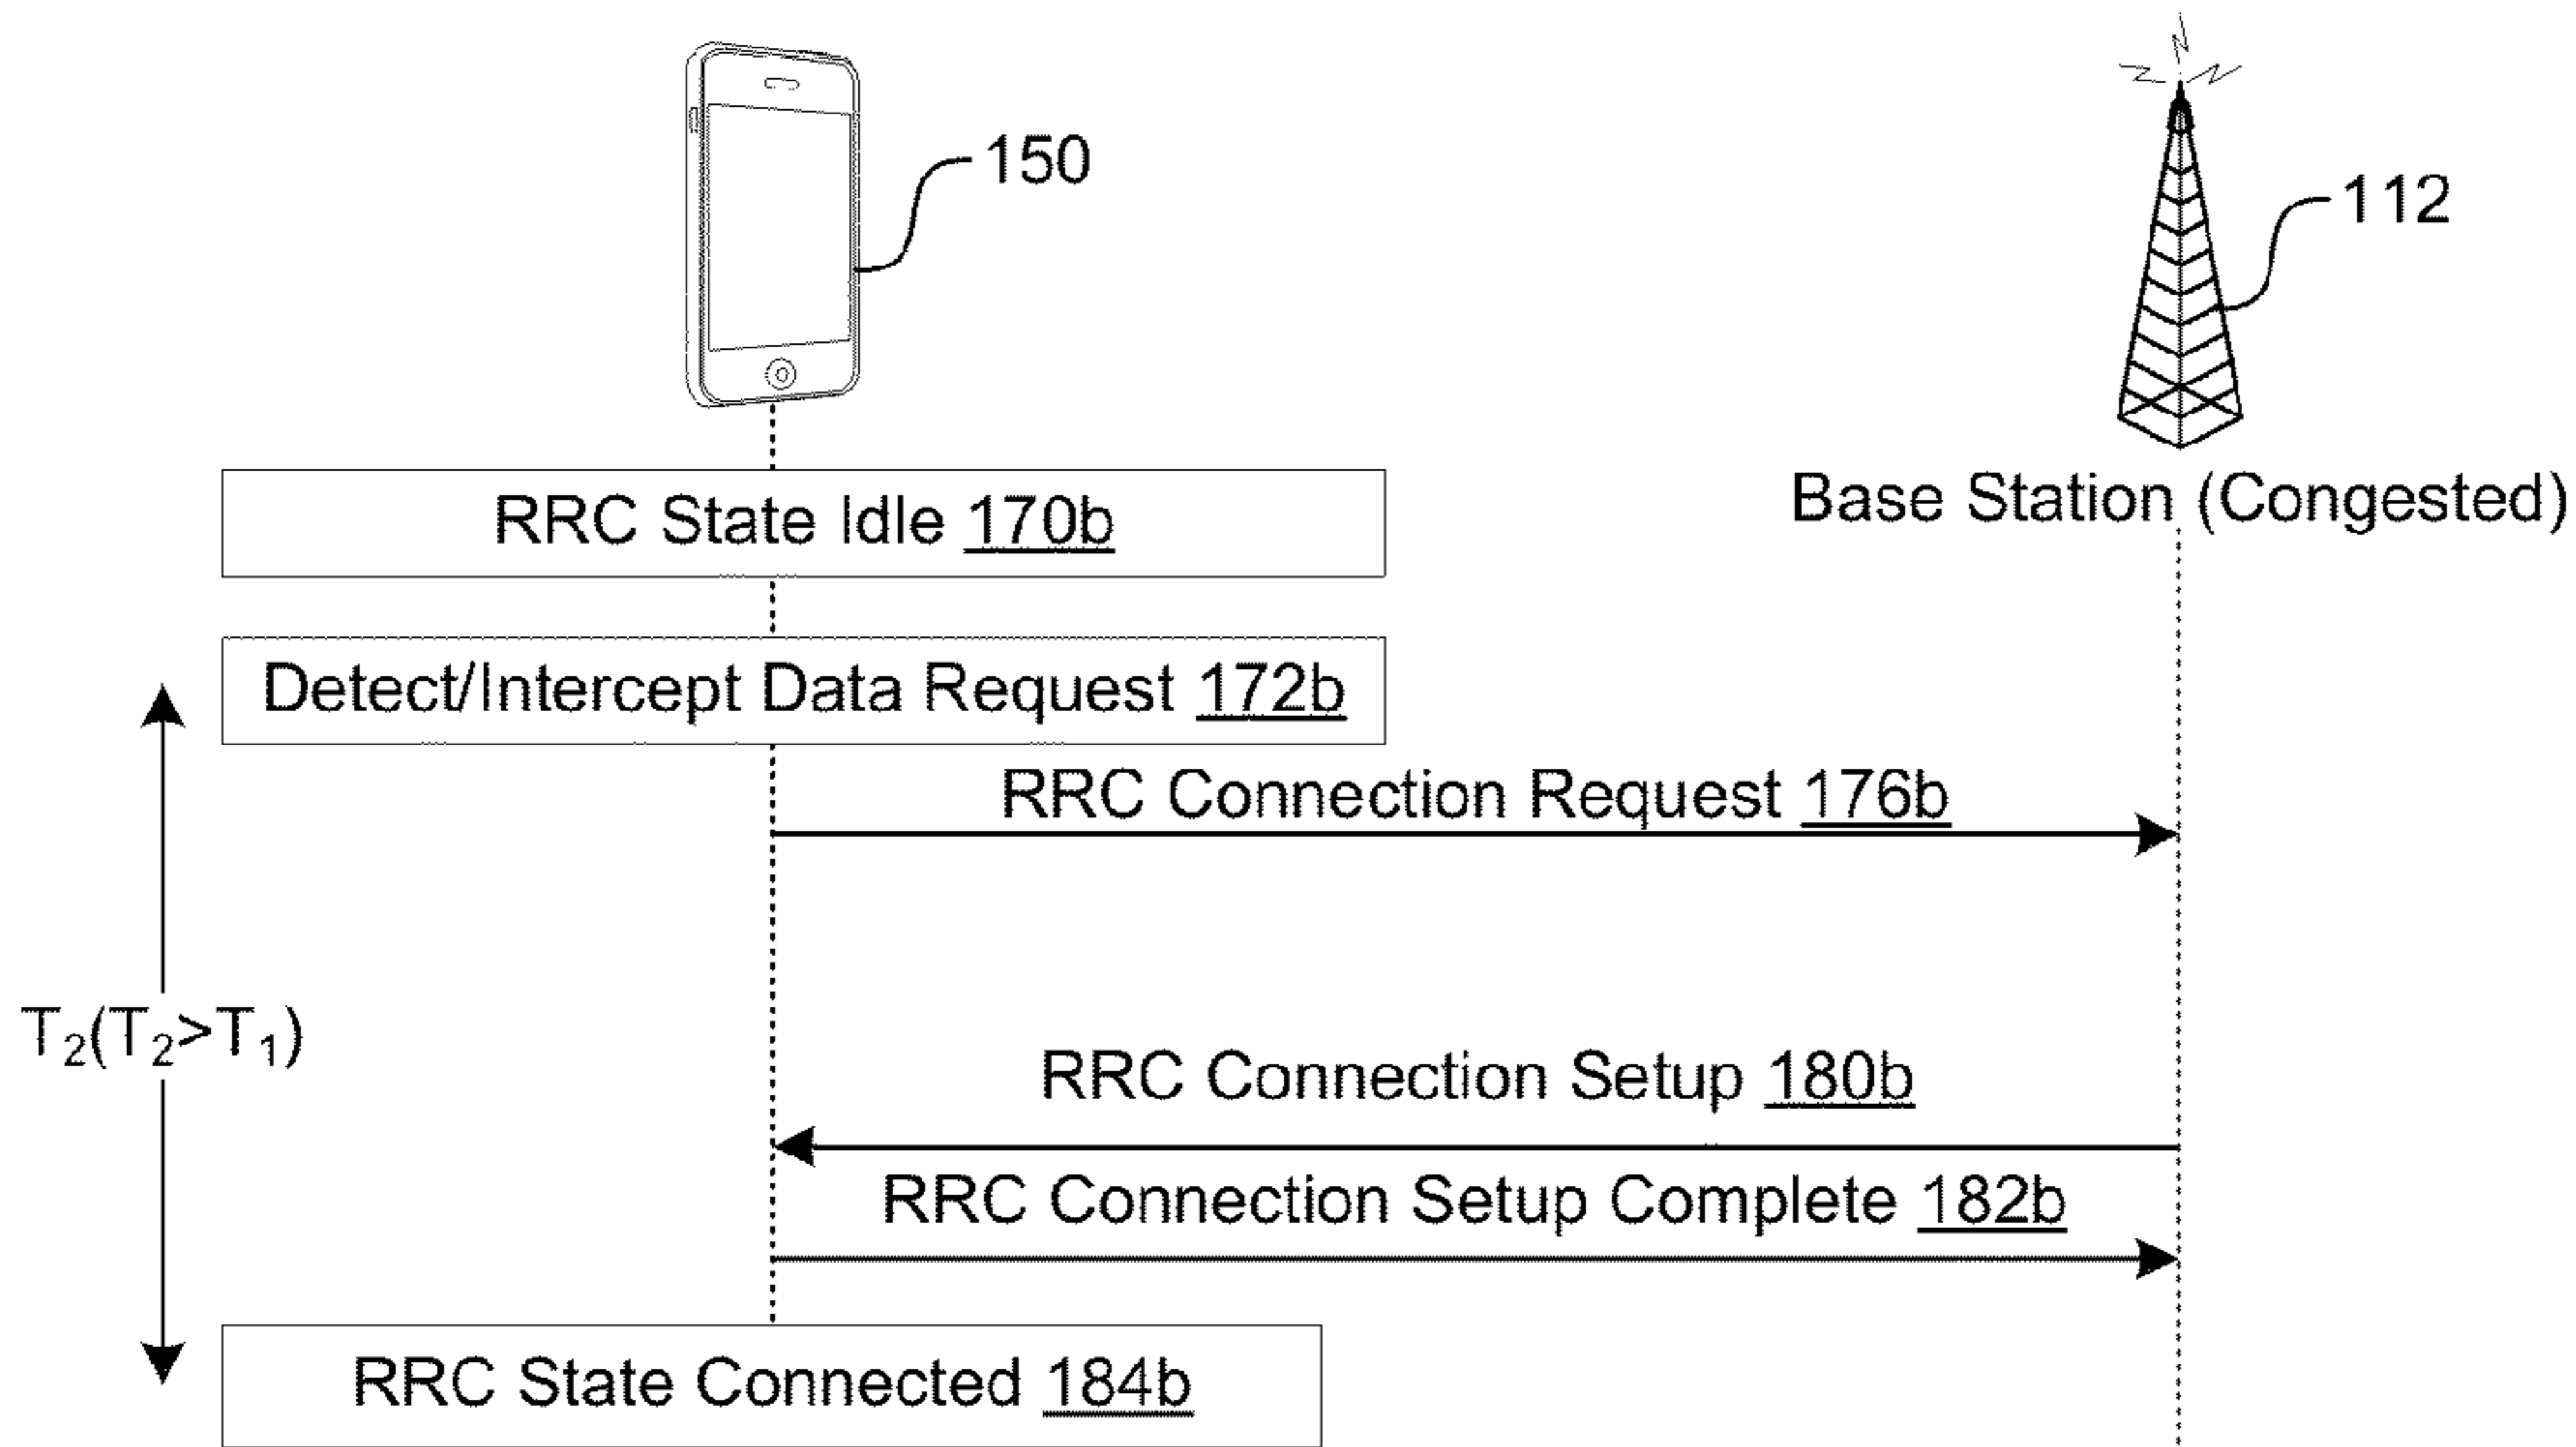 150
112
Base Station (Congested)
RRC State Idle 170b
Detect/Intercept Data Request 172b
RRC Connection Request 176b
T₂(T₂>T₁)
RRC Connection Setup 180b
RRC Connection Setup Complete 182b
RRC State Connected 184b